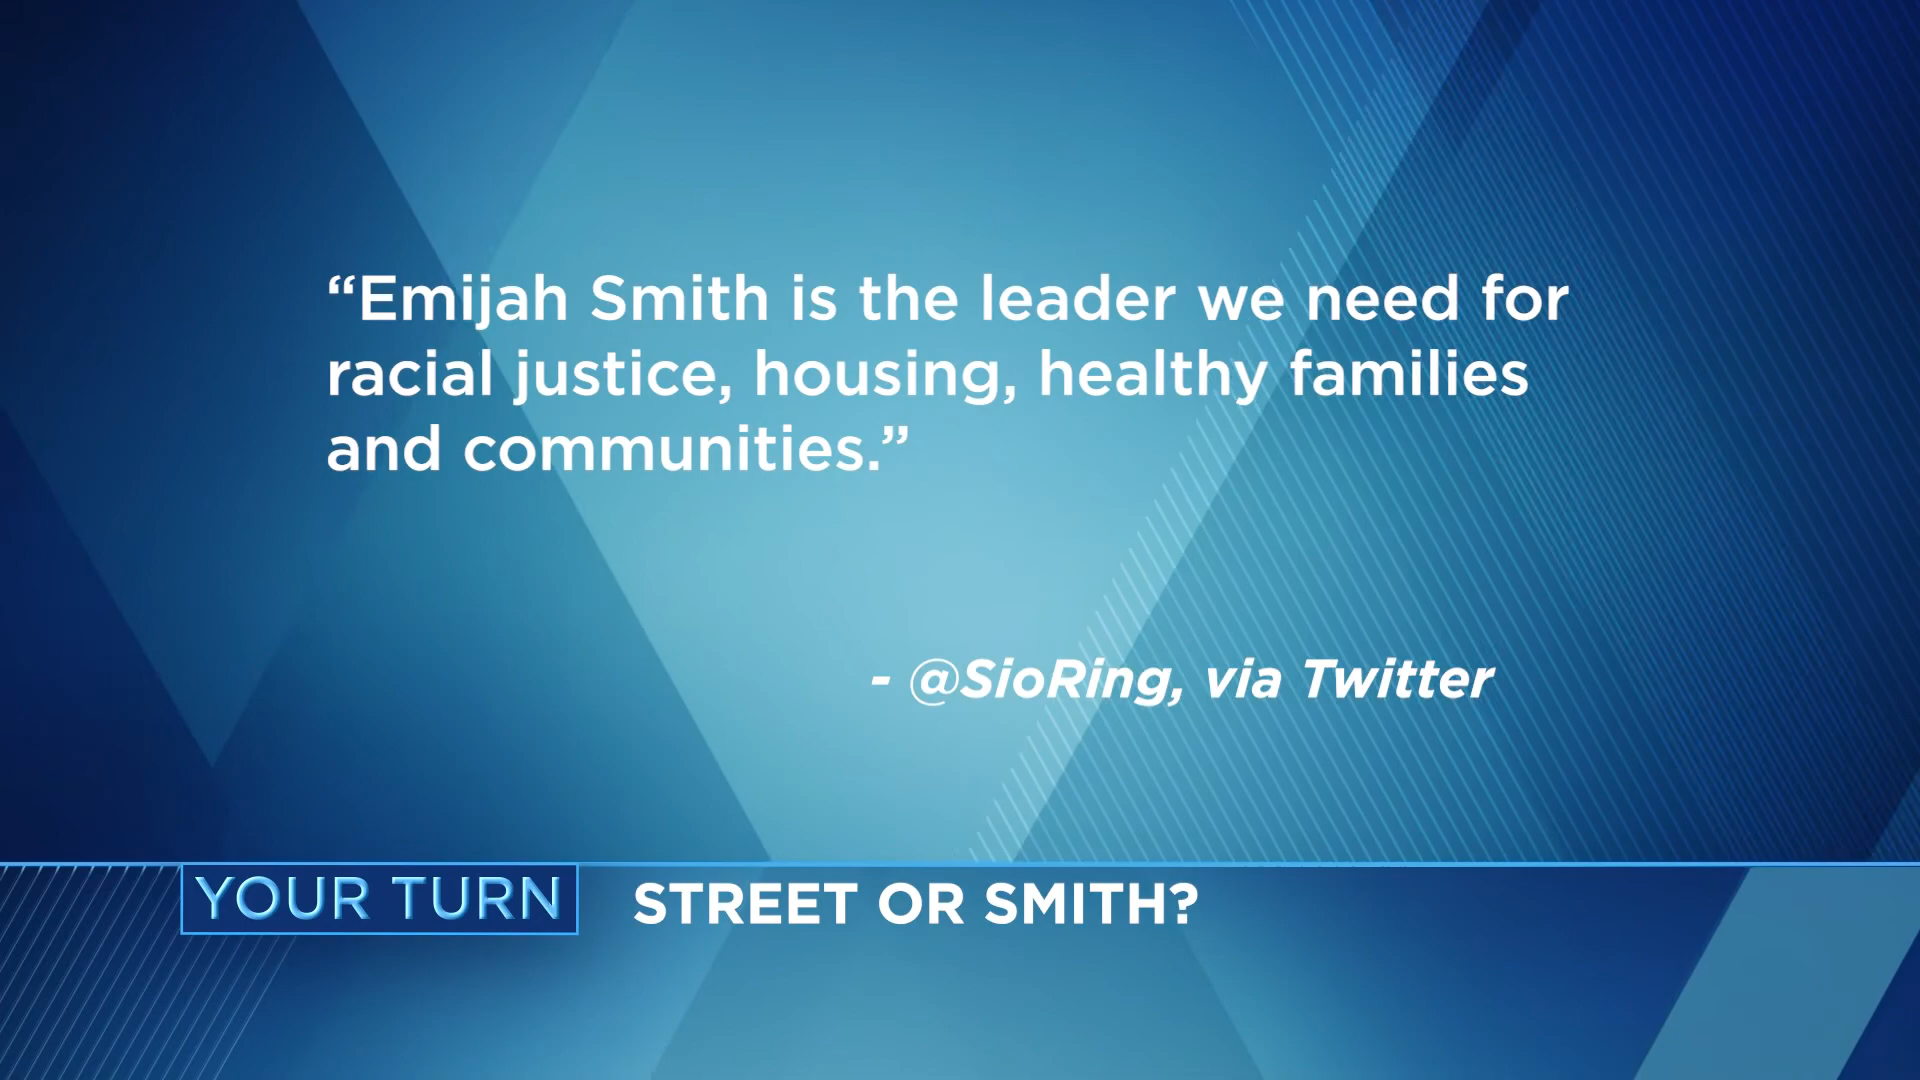 “Emijah Smith is the leader we need for
racial justice, housing, healthy families
and communities.”
- @SioRing, via Twitter
YOUR TURN
STREET OR SMITH?